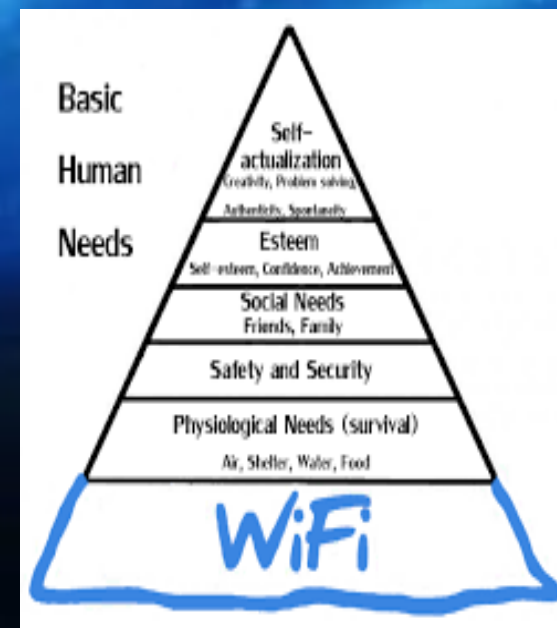 Basic
Human
Needs
Self-
actualization
Creativity, Problem solving,
Authenticity, Spontaneity
Esteem
Self-esteem, Confidence, Achievement
Social Needs
Friends, Family
Safety and Security
Physiological Needs (survival)
Air, Shelter, Water, Food
WiFi